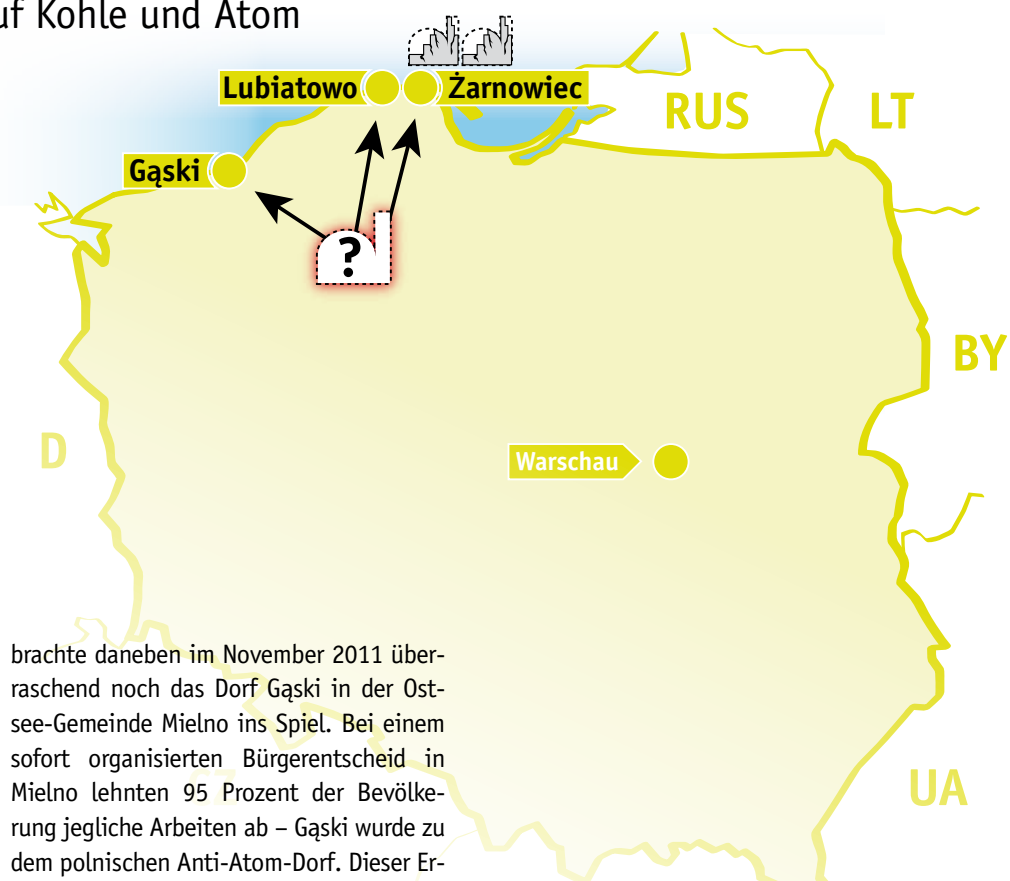 uf Kohle und Atom
Lubiatowo
Żarnowiec
RUS
LT
Gąski
?
BY
D
Warschau
brachte daneben im November 2011 über-
raschend noch das Dorf Gąski in der Ost-
see-Gemeinde Mielno ins Spiel. Bei einem
sofort organisierten Bürgerentscheid in
Mielno lehnten 95 Prozent der Bevölke-
rung jegliche Arbeiten ab – Gąski wurde zu
dem polnischen Anti-Atom-Dorf. Dieser Er-
CZ
UA